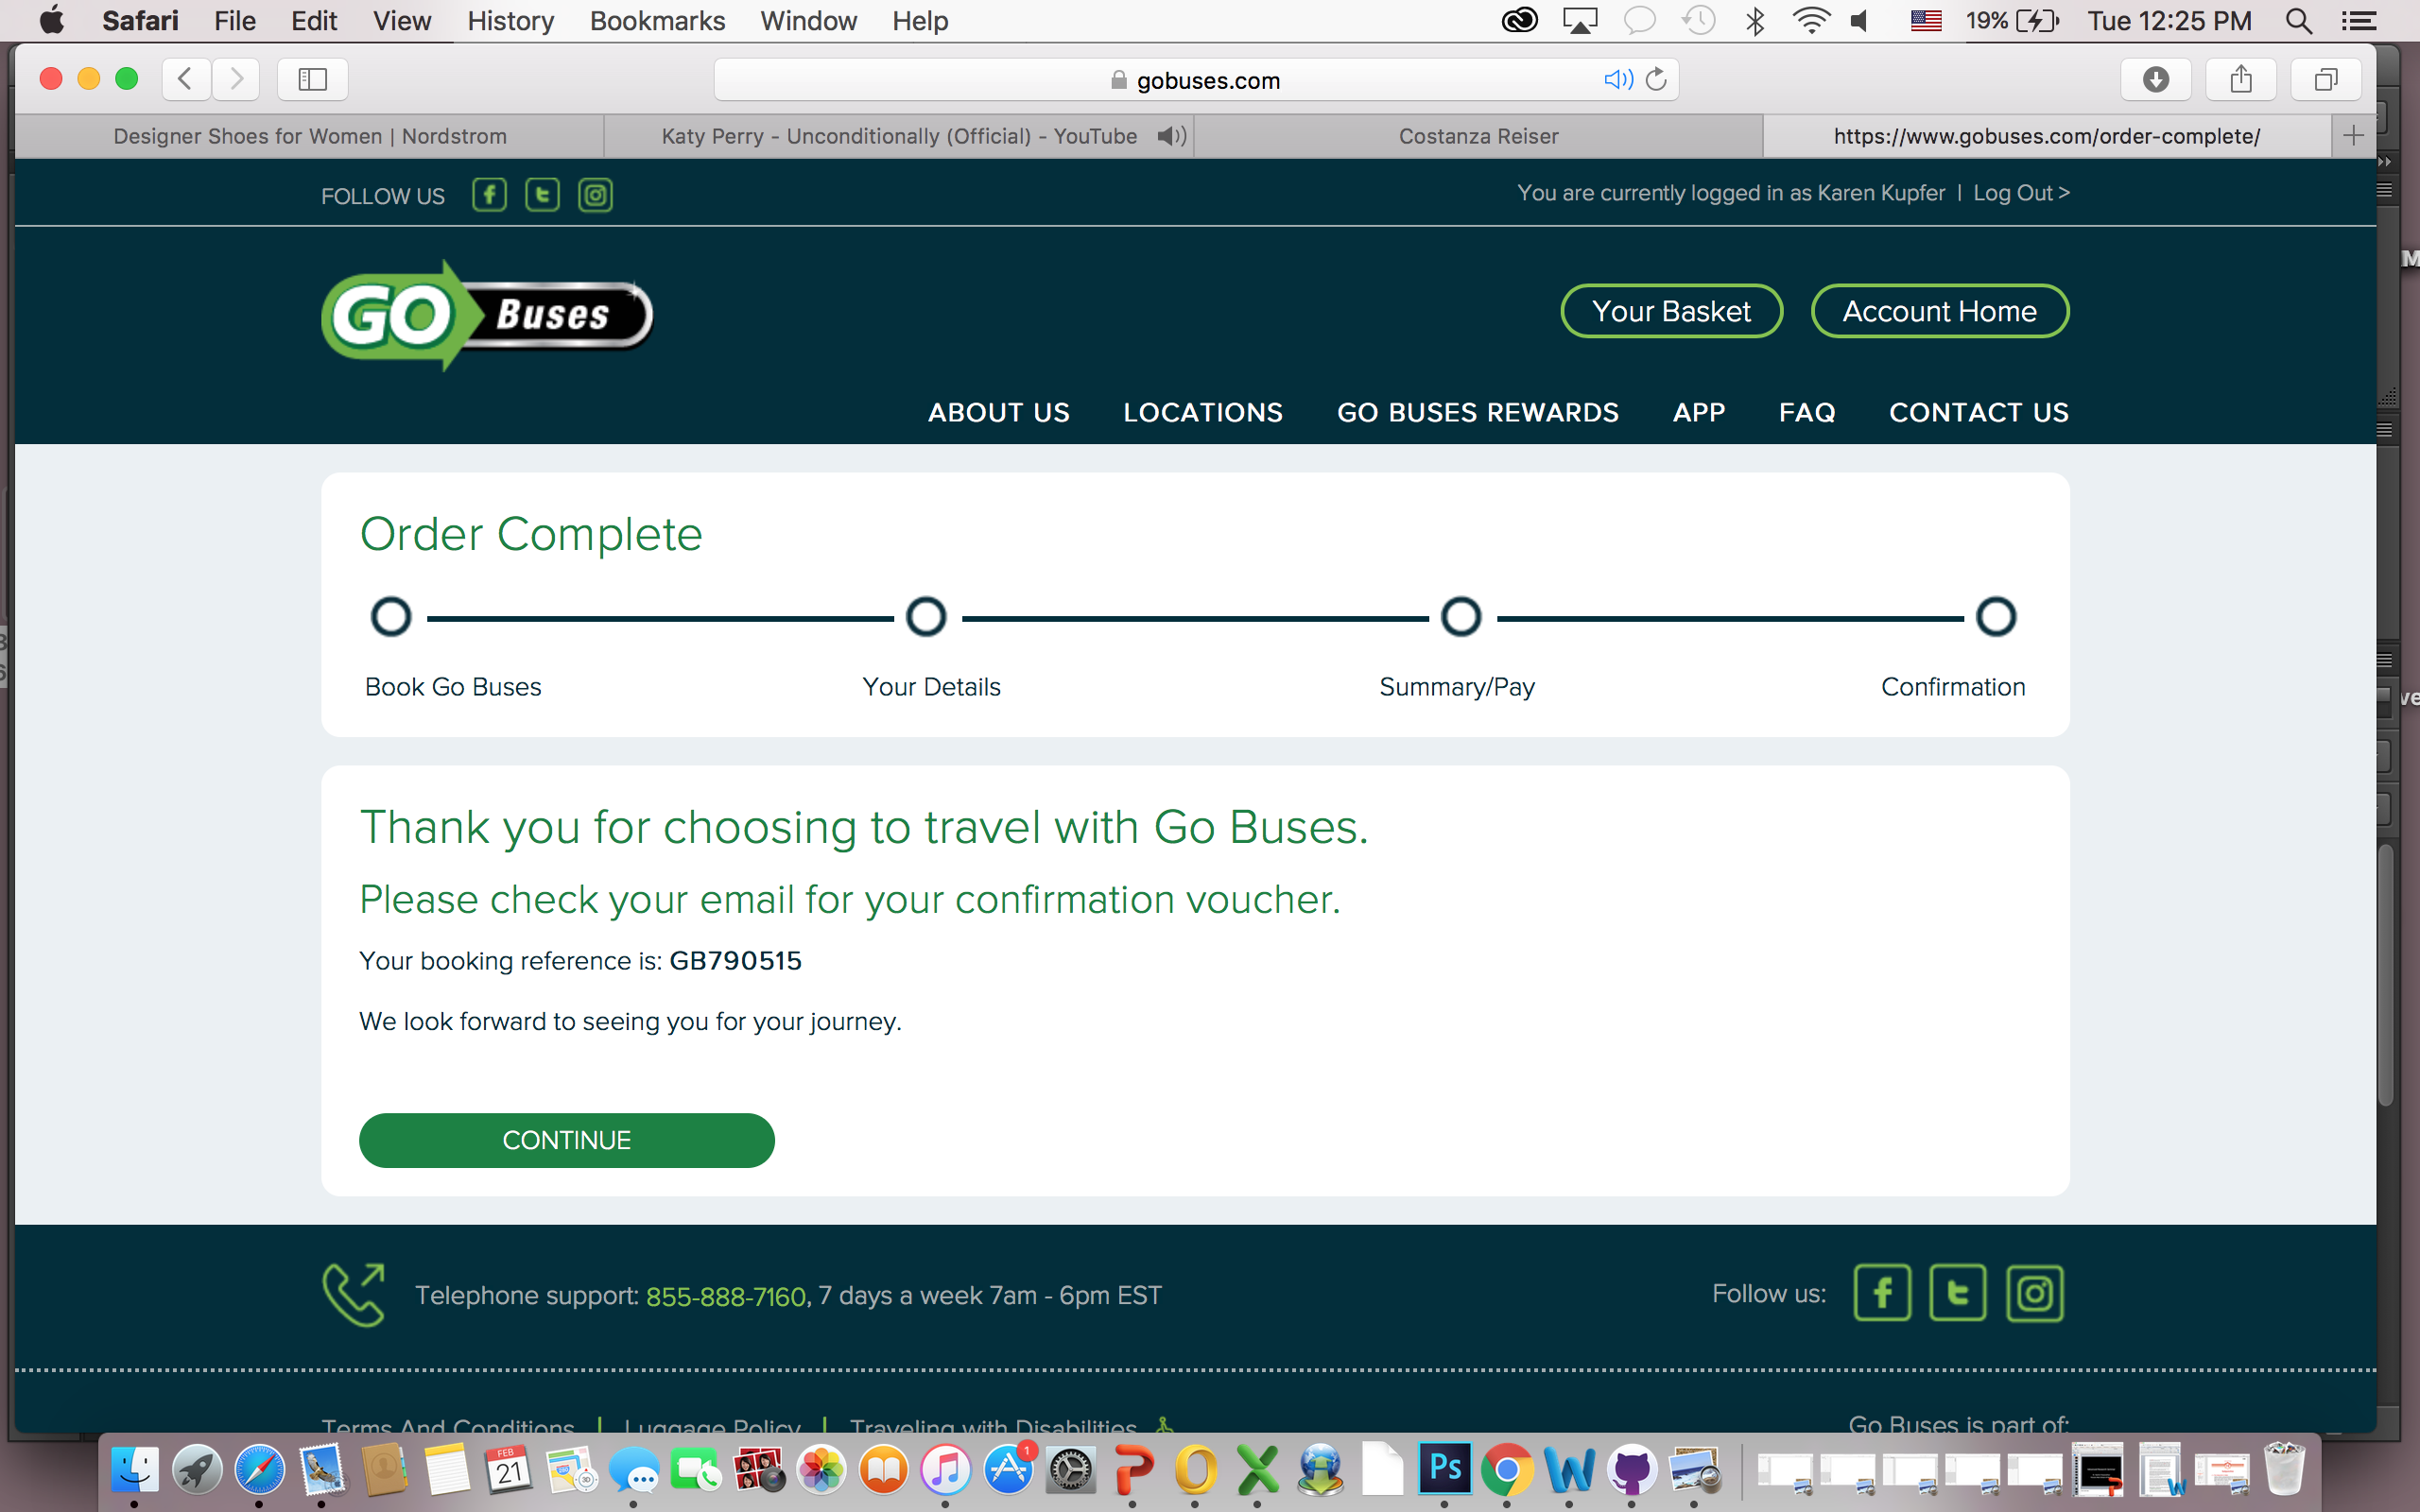 Safari File Edit View History Bookmarks Window Help 19% Tue 12:25 PM
gobuses.com
Designer Shoes for Women | Nordstrom Katy Perry - Unconditionally (Official) - YouTube Costanza Reiser https://www.gobuses.com/order-complete/
FOLLOW US You are currently logged in as Karen Kupfer | Log Out >
GO Buses Your Basket Account Home
ABOUT US LOCATIONS GO BUSES REWARDS APP FAQ CONTACT US
Order Complete
Book Go Buses Your Details Summary/Pay Confirmation
Thank you for choosing to travel with Go Buses.
Please check your email for your confirmation voucher.
Your booking reference is: GB790515
We look forward to seeing you for your journey.
CONTINUE
Telephone support: 855-888-7160, 7 days a week 7am - 6pm EST Follow us:
Terms And Conditions | Luggage Policy | Traveling with Disabilities Go Buses is part of:
FEB
21
1
Ps